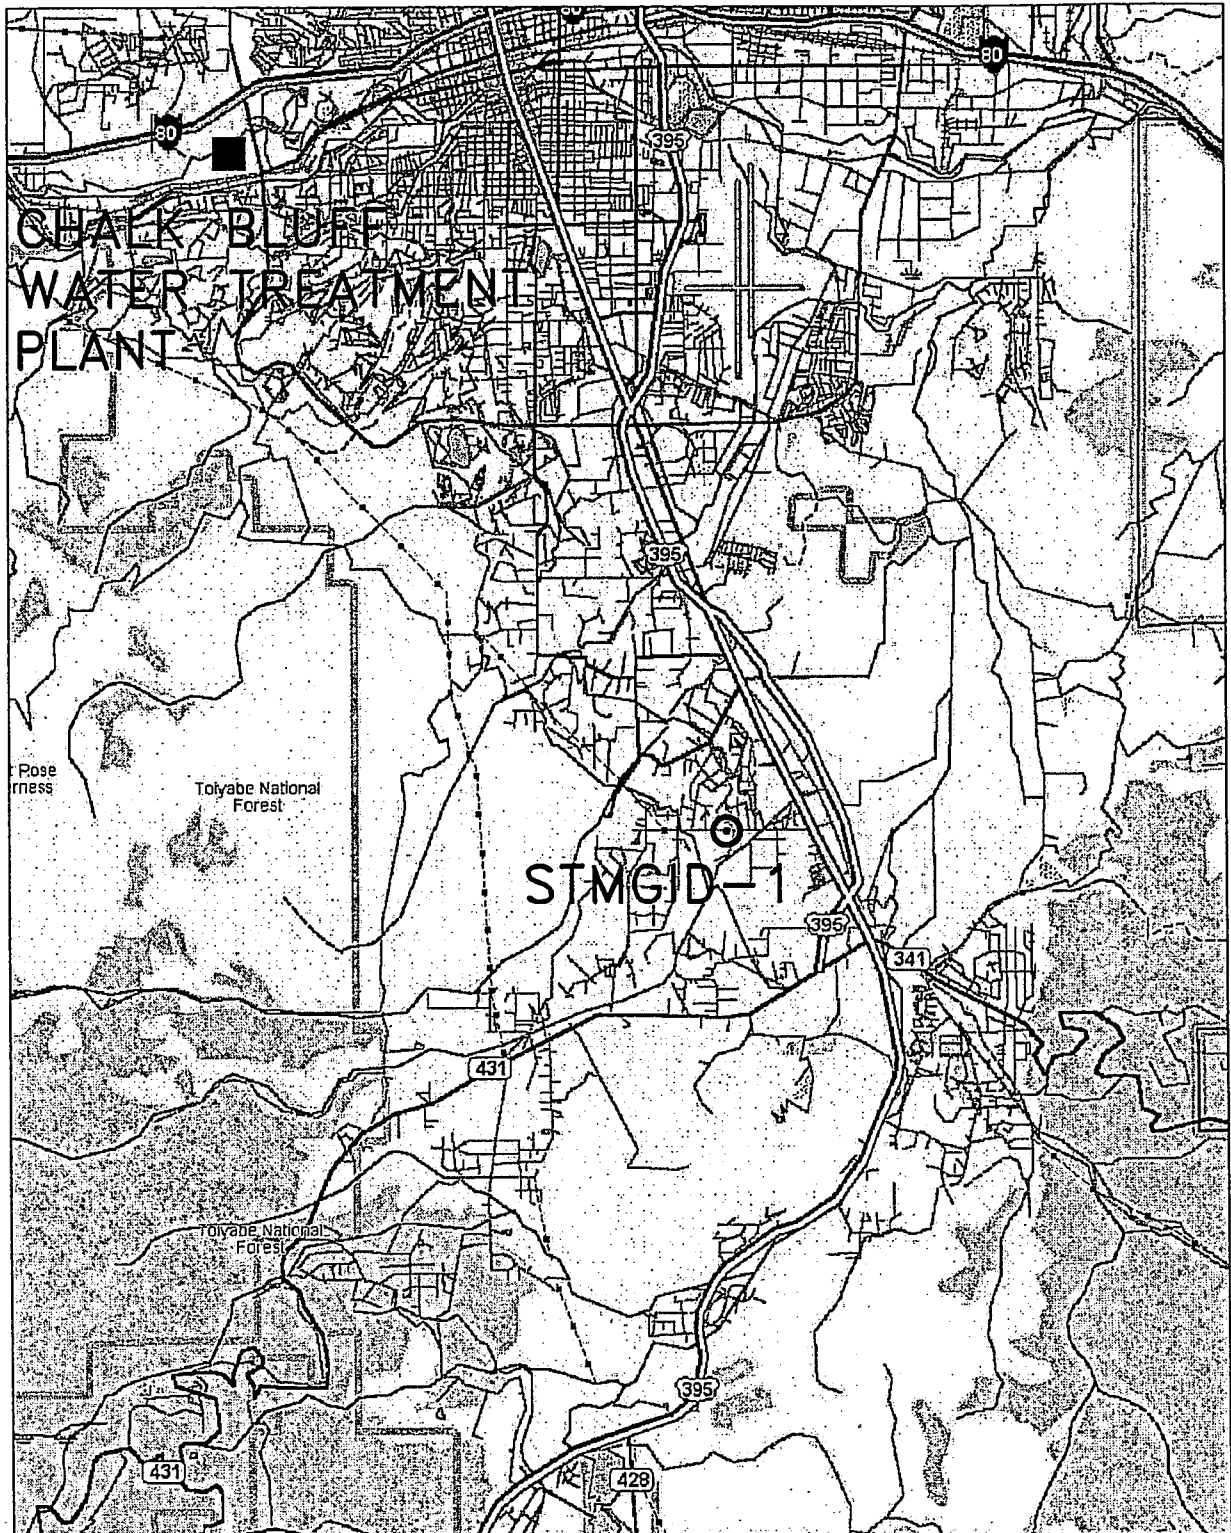 80
80
80
395
CHALK BLUFF
WATER TREATMENT
PLANT
395
t Rose
rness
Toiyabe National
Forest
STMGID-1
395
341
431
Toiyabe National
Forest
395
431
428